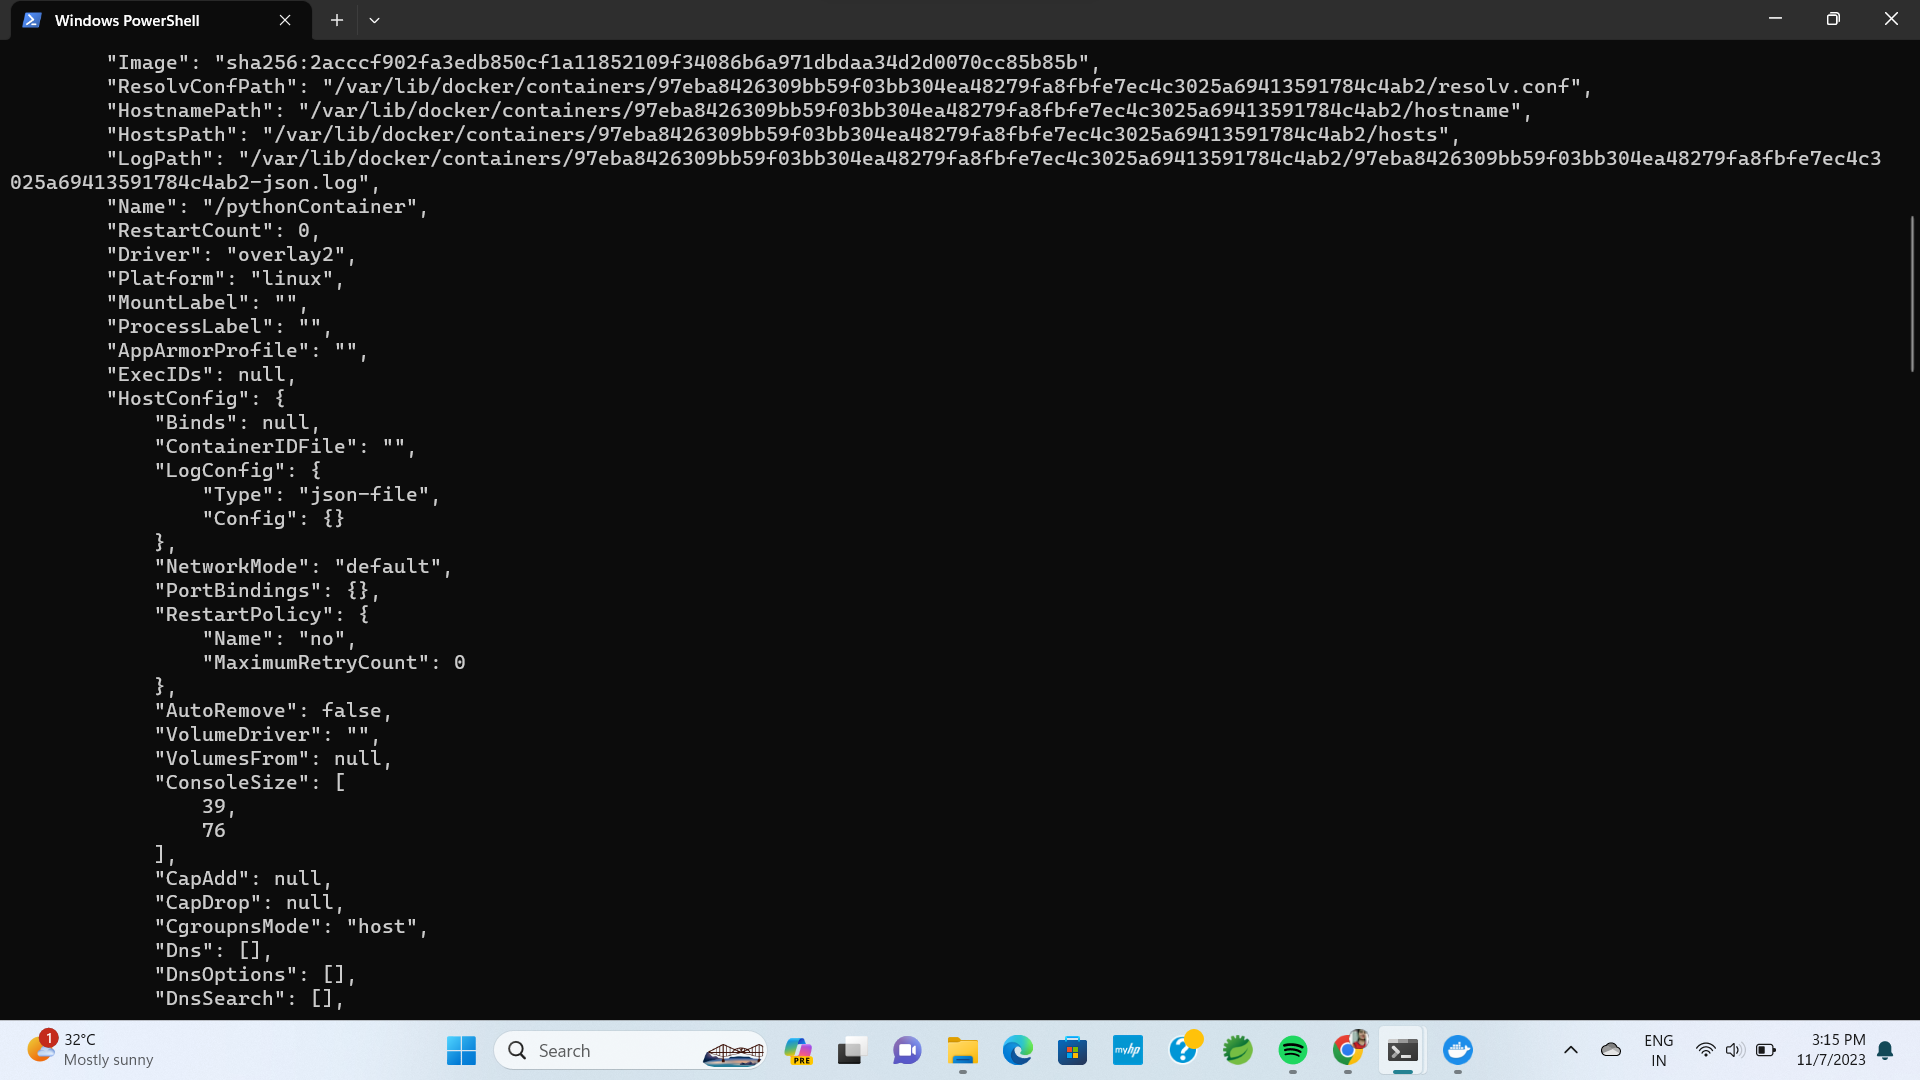 Windows PowerShell
"Image": "sha256:2acccf902fa3edb850cf1a11852109f34086b6a971dbdaa34d2d0070cc85b85b",
"ResolvConfPath": "/var/lib/docker/containers/97eba8426309bb59f03bb304ea48279fa8fbfe7ec4c3025a69413591784c4ab2/resolv.conf",
"HostnamePath": "/var/lib/docker/containers/97eba8426309bb59f03bb304ea48279fa8fbfe7ec4c3025a69413591784c4ab2/hostname",
"HostsPath": "/var/lib/docker/containers/97eba8426309bb59f03bb304ea48279fa8fbfe7ec4c3025a69413591784c4ab2/hosts",
"LogPath": "/var/lib/docker/containers/97eba8426309bb59f03bb304ea48279fa8fbfe7ec4c3025a69413591784c4ab2/97eba8426309bb59f03bb304ea48279fa8fbfe7ec4c3
025a69413591784c4ab2-json.log",
"Name": "/pythonContainer",
"RestartCount": 0,
"Driver": "overlay2",
"Platform": "linux",
"MountLabel": "",
"ProcessLabel": "",
"AppArmorProfile": "",
"ExecIDs": null,
"HostConfig": {
"Binds": null,
"ContainerIDFile": "",
"LogConfig": {
"Type": "json-file",
"Config": {}
},
"NetworkMode": "default",
"PortBindings": {},
"RestartPolicy": {
"Name": "no",
"MaximumRetryCount": 0
},
"AutoRemove": false,
"VolumeDriver": "",
"VolumesFrom": null,
"ConsoleSize": [
39,
76
],
"CapAdd": null,
"CapDrop": null,
"CgroupnsMode": "host",
"Dns": [],
"DnsOptions": [],
"DnsSearch": [],
1
32°C
Mostly sunny
Search
PRE
myhp
ENG
IN
3:15 PM
11/7/2023